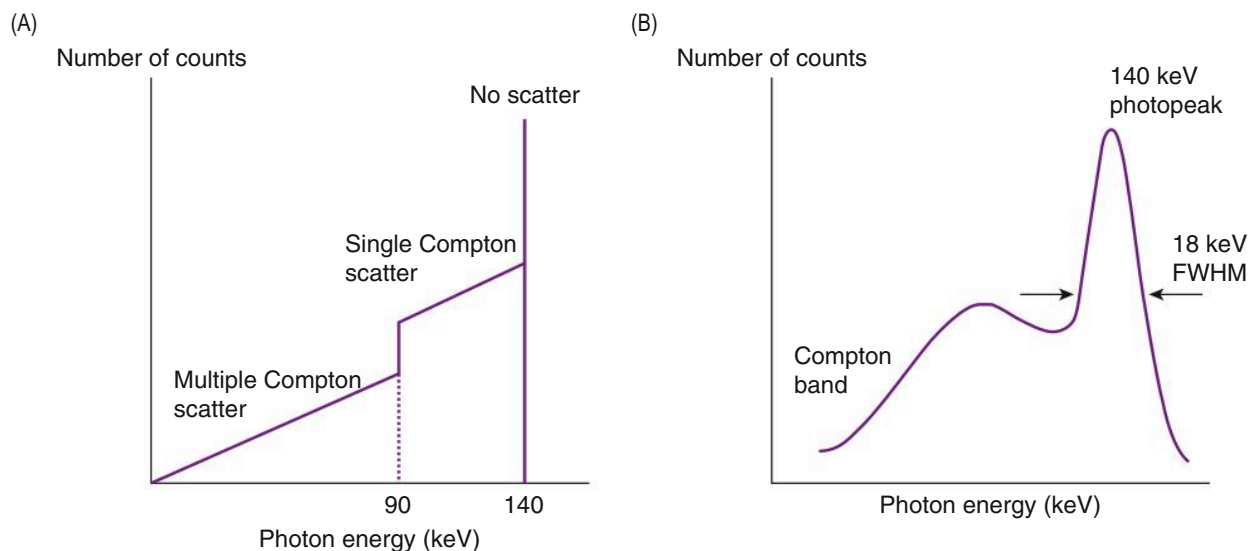 (A)
Number of counts
No scatter
Single Compton
scatter
Multiple Compton
scatter
90
140
Photon energy (keV)
(B)
Number of counts
140 keV
photopeak
18 keV
FWHM
Compton
band
Photon energy (keV)